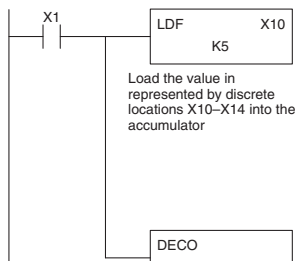 X1
LDF X10
K5
Load the value in
represented by discrete
locations X10–X14 into the
accumulator
DECO